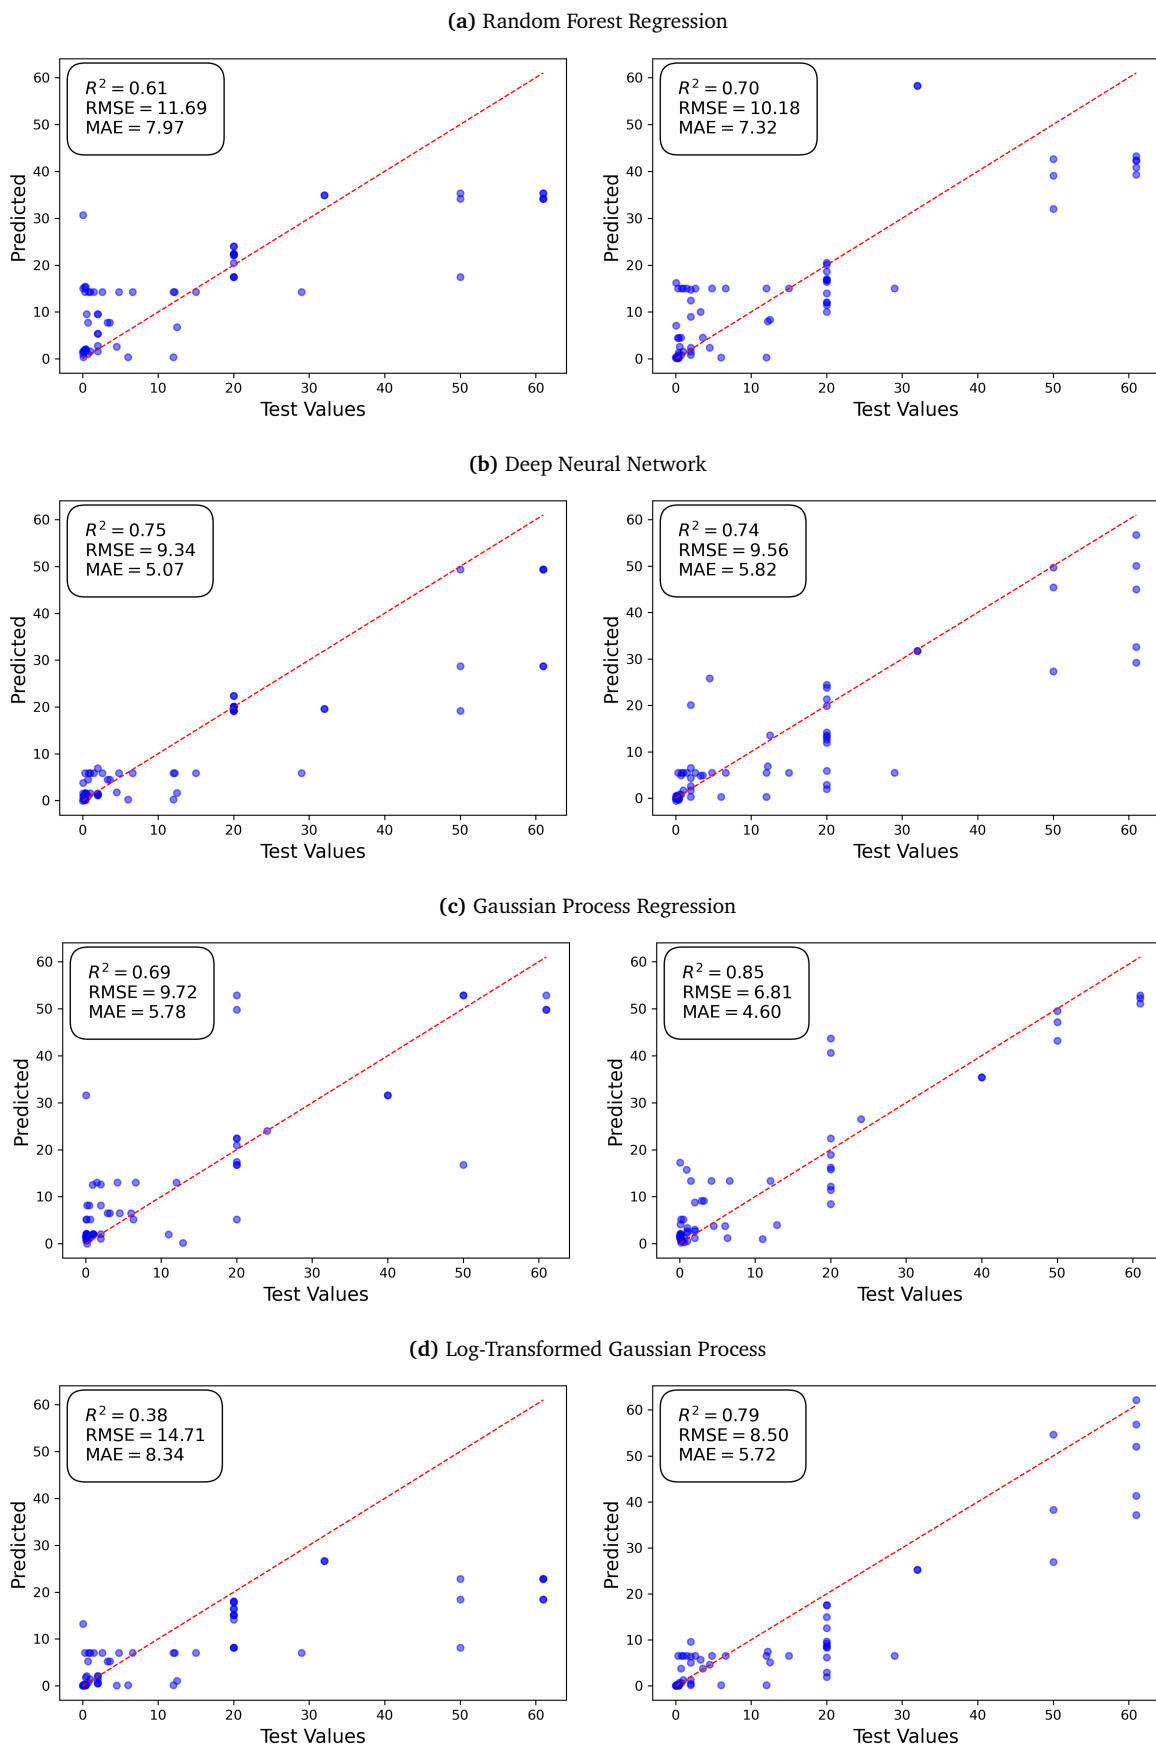 (a) Random Forest Regression
R² = 0.61
RMSE = 11.69
MAE = 7.97
60
50
40
30
20
10
0
Predicted
0 10 20 30 40 50 60
Test Values
R² = 0.70
RMSE = 10.18
MAE = 7.32
60
50
40
30
20
10
0
Predicted
0 10 20 30 40 50 60
Test Values
(b) Deep Neural Network
R² = 0.75
RMSE = 9.34
MAE = 5.07
60
50
40
30
20
10
0
Predicted
0 10 20 30 40 50 60
Test Values
R² = 0.74
RMSE = 9.56
MAE = 5.82
60
50
40
30
20
10
0
Predicted
0 10 20 30 40 50 60
Test Values
(c) Gaussian Process Regression
R² = 0.69
RMSE = 9.72
MAE = 5.78
60
50
40
30
20
10
0
Predicted
0 10 20 30 40 50 60
Test Values
R² = 0.85
RMSE = 6.81
MAE = 4.60
60
50
40
30
20
10
0
Predicted
0 10 20 30 40 50 60
Test Values
(d) Log-Transformed Gaussian Process
R² = 0.38
RMSE = 14.71
MAE = 8.34
60
50
40
30
20
10
0
Predicted
0 10 20 30 40 50 60
Test Values
R² = 0.79
RMSE = 8.50
MAE = 5.72
60
50
40
30
20
10
0
Predicted
0 10 20 30 40 50 60
Test Values